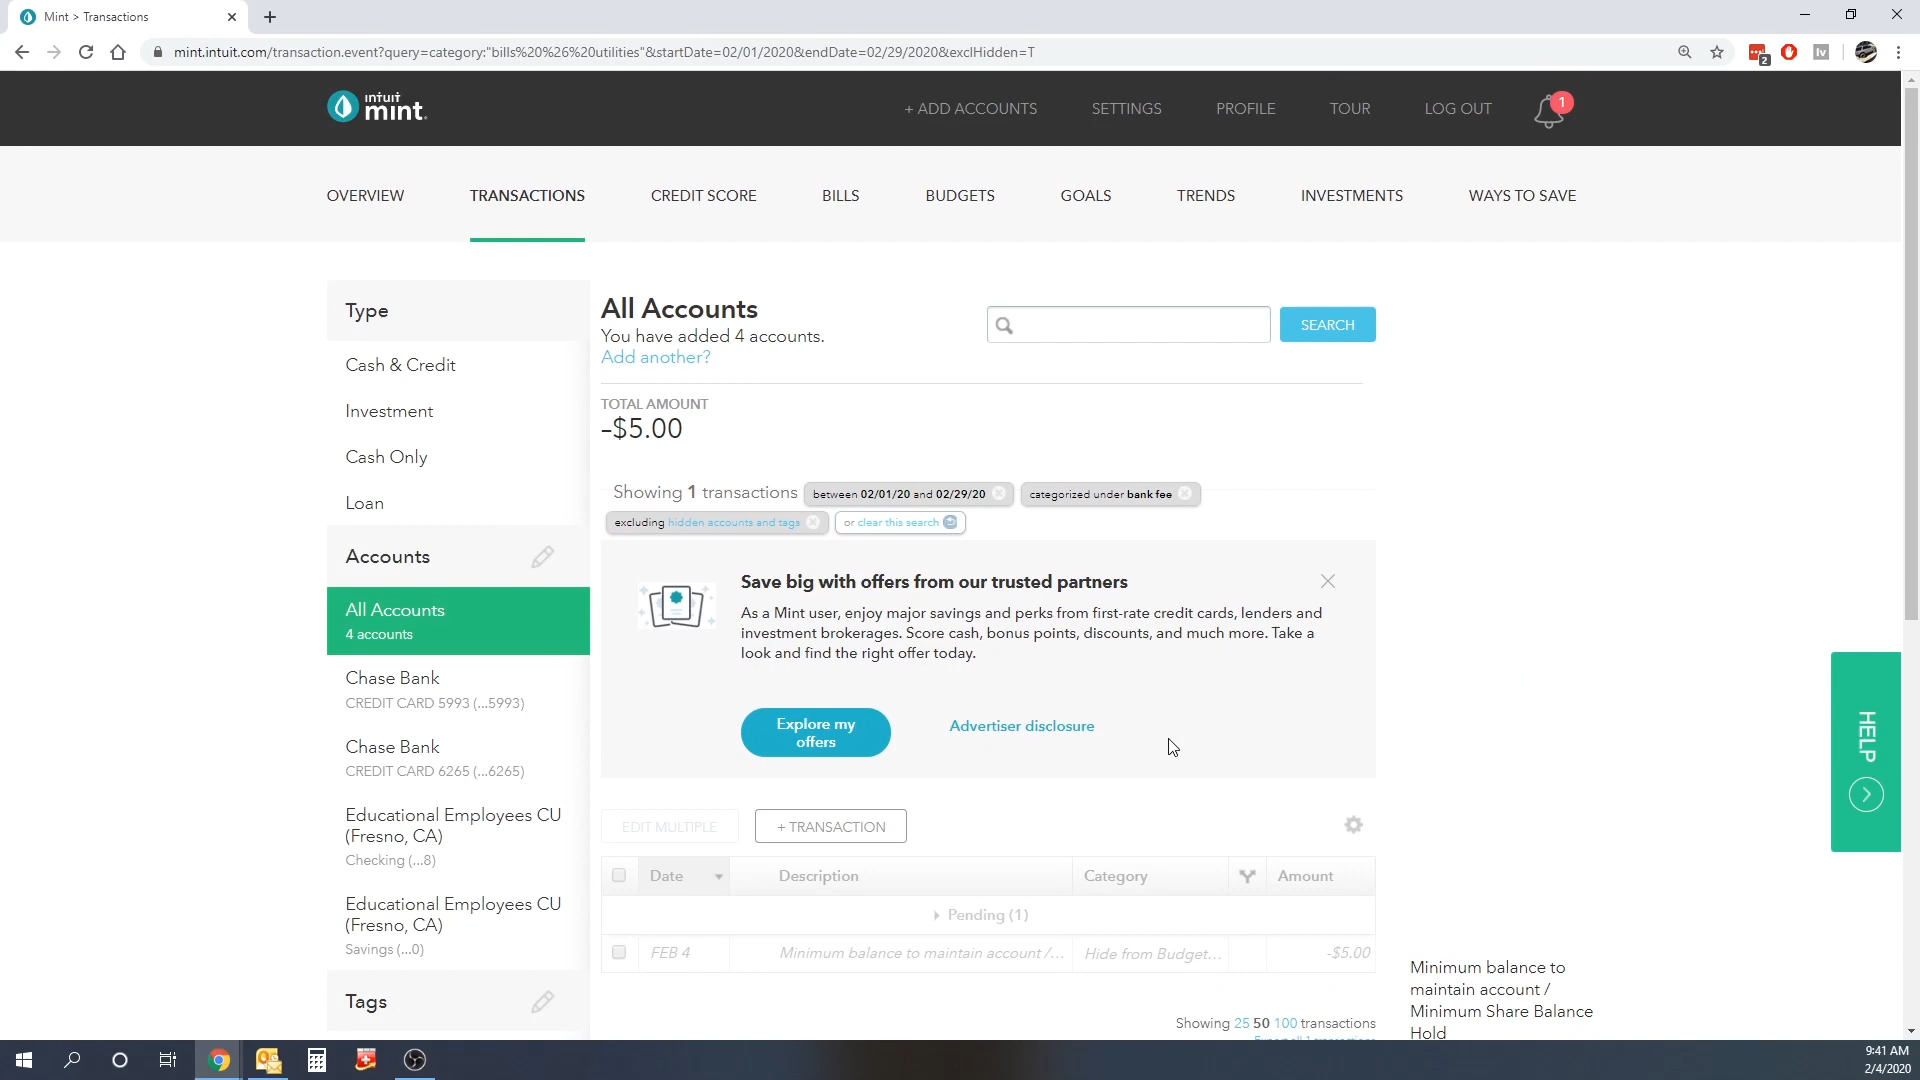 Mint > Transactions
mint.intuit.com/transaction.event?query=category:"bills%20%26%20utilities"&startDate=02/01/2020&endDate=02/29/2020&exclHidden=T
2
lv
intuit
mint.
+ ADD ACCOUNTS
SETTINGS
PROFILE
TOUR
LOG OUT
1
OVERVIEW
TRANSACTIONS
CREDIT SCORE
BILLS
BUDGETS
GOALS
TRENDS
INVESTMENTS
WAYS TO SAVE
Type
Cash & Credit
Investment
Cash Only
Loan
Accounts
All Accounts
4 accounts
Chase Bank
CREDIT CARD 5993 (...5993)
Chase Bank
CREDIT CARD 6265 (...6265)
Educational Employees CU
(Fresno, CA)
Checking (...8)
Educational Employees CU
(Fresno, CA)
Savings (...0)
Tags
All Accounts
You have added 4 accounts.
Add another?
SEARCH
TOTAL AMOUNT
-$5.00
Showing 1 transactions
between 02/01/20 and 02/29/20
categorized under bank fee
excluding hidden accounts and tags
or clear this search
Save big with offers from our trusted partners
As a Mint user, enjoy major savings and perks from first-rate credit cards, lenders and
investment brokerages. Score cash, bonus points, discounts, and much more. Take a
look and find the right offer today.
Explore my
offers
Advertiser disclosure
EDIT MULTIPLE
+ TRANSACTION
Date
Description
Category
Amount
Pending (1)
FEB 4
Minimum balance to maintain account /...
Hide from Budget...
-$5.00
Showing 25 50 100 transactions
Export all 1 transactions
Minimum balance to
maintain account /
Minimum Share Balance
Hold
HELP
9:41 AM
2/4/2020